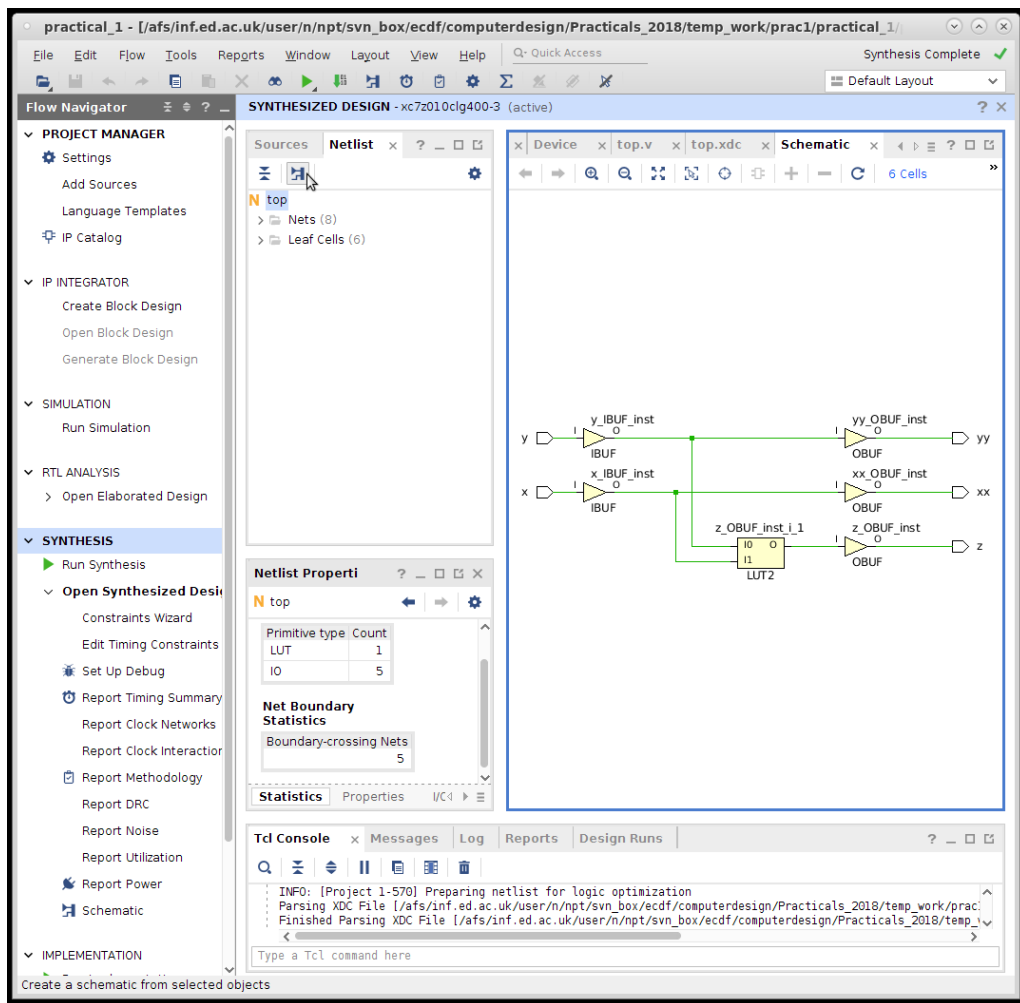 practical_1 - [/afs/inf.ed.ac.uk/user/n/npt/svn_box/ecdf/computerdesign/Practicals_2018/temp_work/prac1/practical_1/
File Edit Flow Tools Reports Window Layout View Help Q- Quick Access Synthesis Complete
Default Layout
Flow Navigator ?
PROJECT MANAGER
Settings
Add Sources
Language Templates
IP Catalog
IP INTEGRATOR
Create Block Design
Open Block Design
Generate Block Design
SIMULATION
Run Simulation
RTL ANALYSIS
Open Elaborated Design
SYNTHESIS
Run Synthesis
Open Synthesized Desi
Constraints Wizard
Edit Timing Constraints
Set Up Debug
Report Timing Summary
Report Clock Networks
Report Clock Interaction
Report Methodology
Report DRC
Report Noise
Report Utilization
Report Power
Schematic
IMPLEMENTATION
SYNTHESIZED DESIGN - xc7z010clg400-3 (active) ?
Sources Netlist ?
N top
Nets (8)
Leaf Cells (6)
Netlist Properti ?
N top
Primitive type Count
LUT 1
IO 5
Net Boundary
Statistics
Boundary-crossing Nets
5
Statistics Properties I/C
Device top.v top.xdc Schematic ?
6 Cells »
y_IBUF_inst yy_OBUF_inst
y I O I O yy
IBUF OBUF
x_IBUF_inst xx_OBUF_inst
x I O I O xx
IBUF OBUF
z_OBUF_inst_i_1 z_OBUF_inst
I0 O I O z
I1 OBUF
LUT2
Tcl Console Messages Log Reports Design Runs ?
INFO: [Project 1-570] Preparing netlist for logic optimization
Parsing XDC File [/afs/inf.ed.ac.uk/user/n/npt/svn_box/ecdf/computerdesign/Practicals_2018/temp_work/prac
Finished Parsing XDC File [/afs/inf.ed.ac.uk/user/n/npt/svn_box/ecdf/computerdesign/Practicals_2018/temp_
Type a Tcl command here
Create a schematic from selected objects